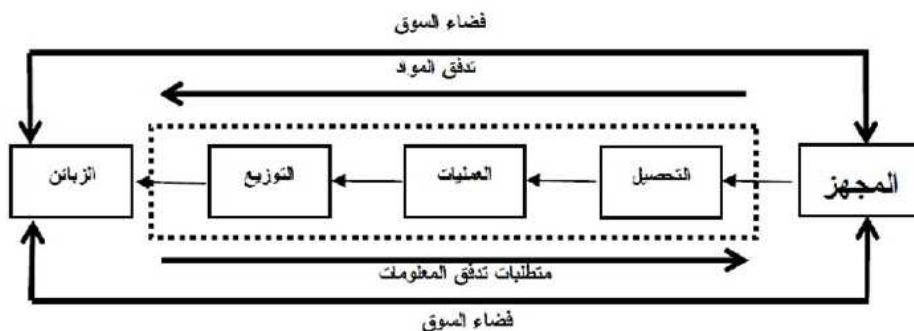 فضاء السوق
تدفق المواد
المجهز
التحصيل
العمليات
التوزيع
الزبائن
متطلبات تدفق المعلومات
فضاء السوق